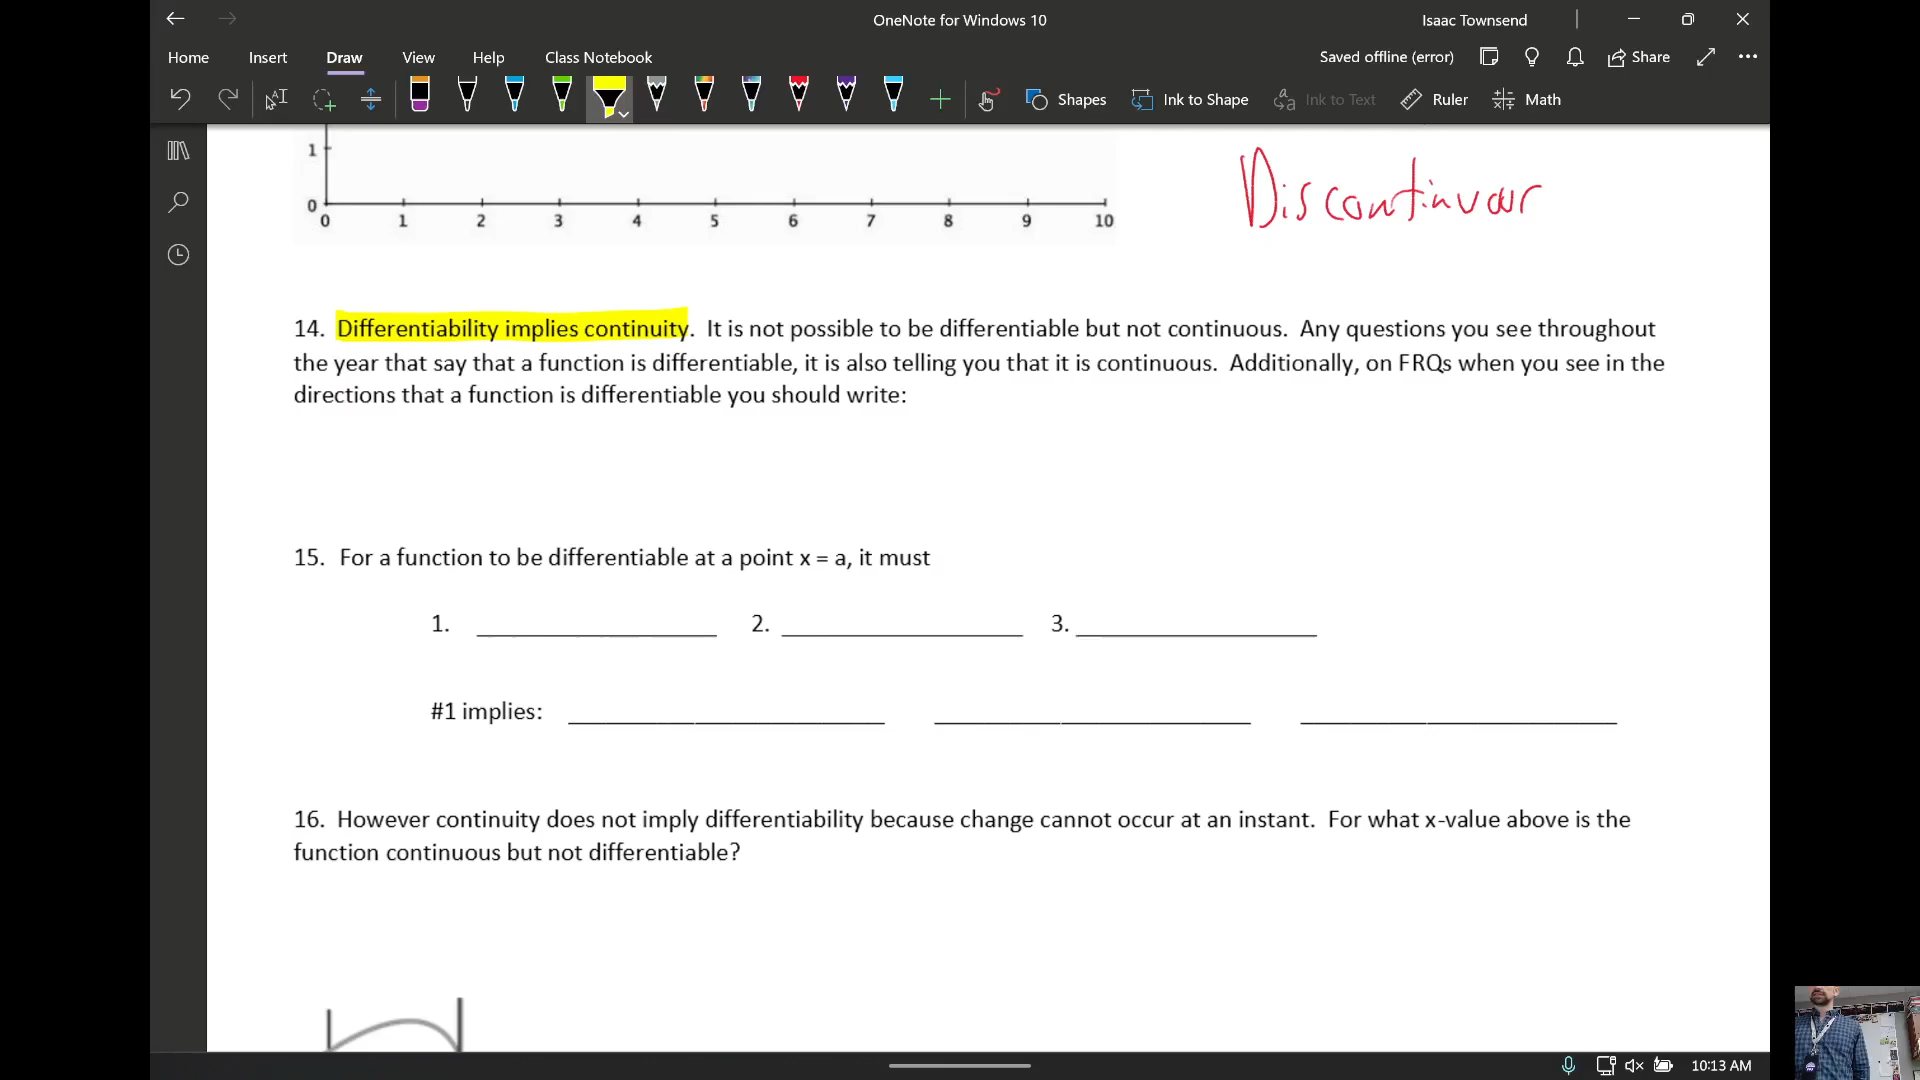 OneNote for Windows 10
Isaac Townsend
Home Insert Draw View Help Class Notebook
Saved offline (error) Share
Shapes Ink to Shape Ink to Text Ruler Math
1
0
0 1 2 3 4 5 6 7 8 9 10
14. Differentiability implies continuity. It is not possible to be differentiable but not continuous. Any questions you see throughout
the year that say that a function is differentiable, it is also telling you that it is continuous. Additionally, on FRQs when you see in the
directions that a function is differentiable you should write:
15. For a function to be differentiable at a point x = a, it must
1. ____________________ 2. ____________________ 3. ____________________
#1 implies: ____________________ ____________________ ____________________
16. However continuity does not imply differentiability because change cannot occur at an instant. For what x-value above is the
function continuous but not differentiable?
10:13 AM